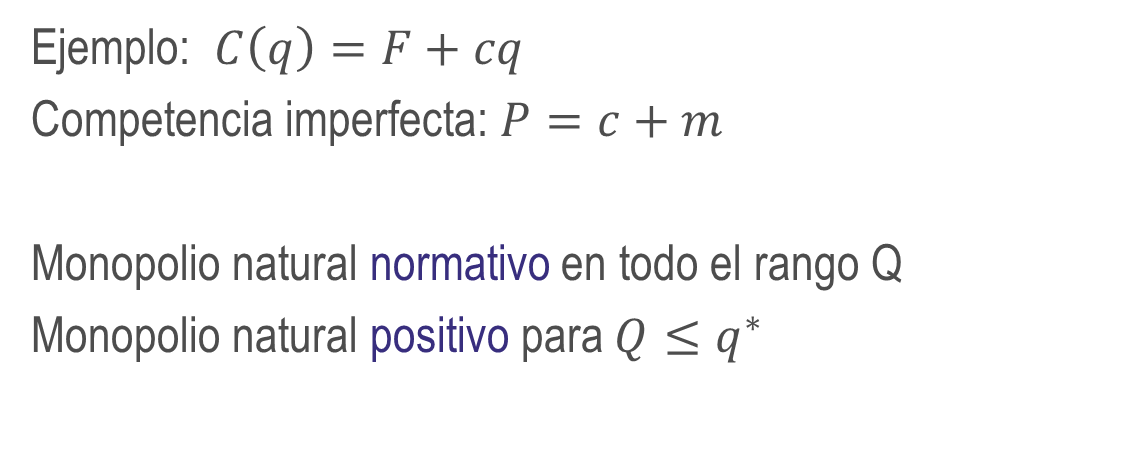 Ejemplo: C(q) = F + cq
Competencia imperfecta: P = c + m
Monopolio natural normativo en todo el rango Q
Monopolio natural positivo para Q ≤ q*